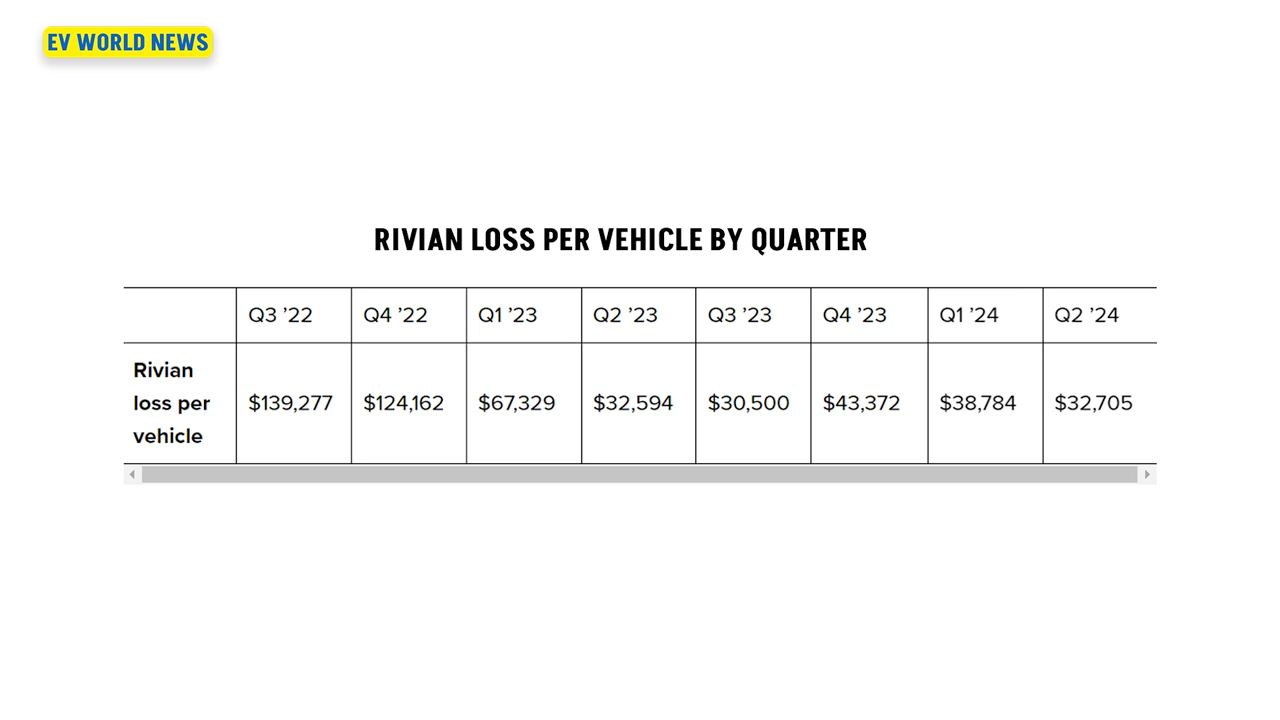 EV WORLD NEWS
RIVIAN LOSS PER VEHICLE BY QUARTER
Q3 ’22 Q4 ’22 Q1 ’23 Q2 ’23 Q3 ’23 Q4 ’23 Q1 ’24 Q2 ’24
Rivian
loss per $139,277 $124,162 $67,329 $32,594 $30,500 $43,372 $38,784 $32,705
vehicle